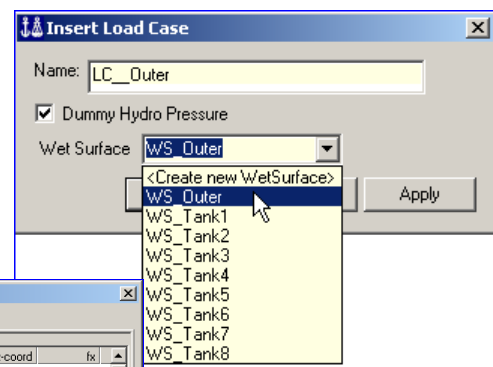 Insert Load Case
Name: LC__Outer
Dummy Hydro Pressure
Wet Surface WS_Outer
<Create new WetSurface>
WS_Outer
Apply
WS_Tank1
WS_Tank2
WS_Tank3
WS_Tank4
WS_Tank5
WS_Tank6
WS_Tank7
WS_Tank8
-coord fx